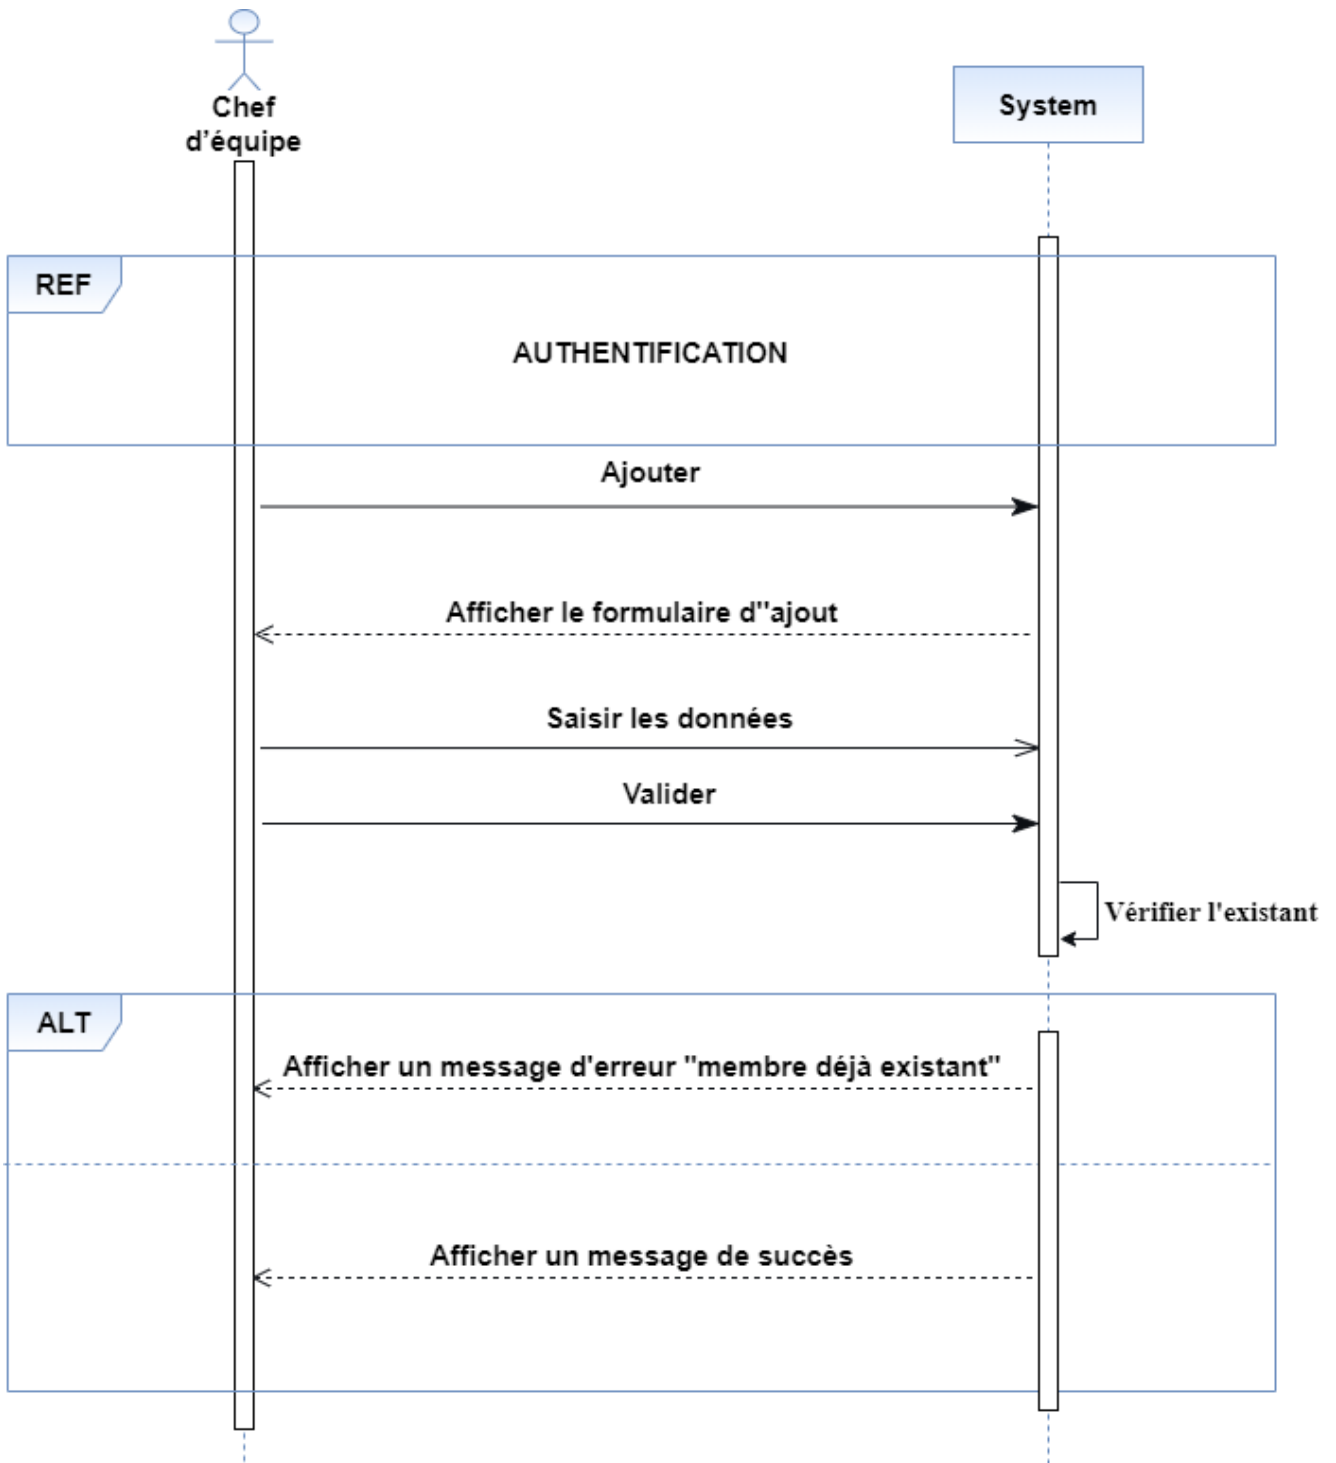 Chef
d’équipe
System
REF
AUTHENTIFICATION
Ajouter
Afficher le formulaire d''ajout
Saisir les données
Valider
Vérifier l'existant
ALT
Afficher un message d'erreur "membre déjà existant"
Afficher un message de succès